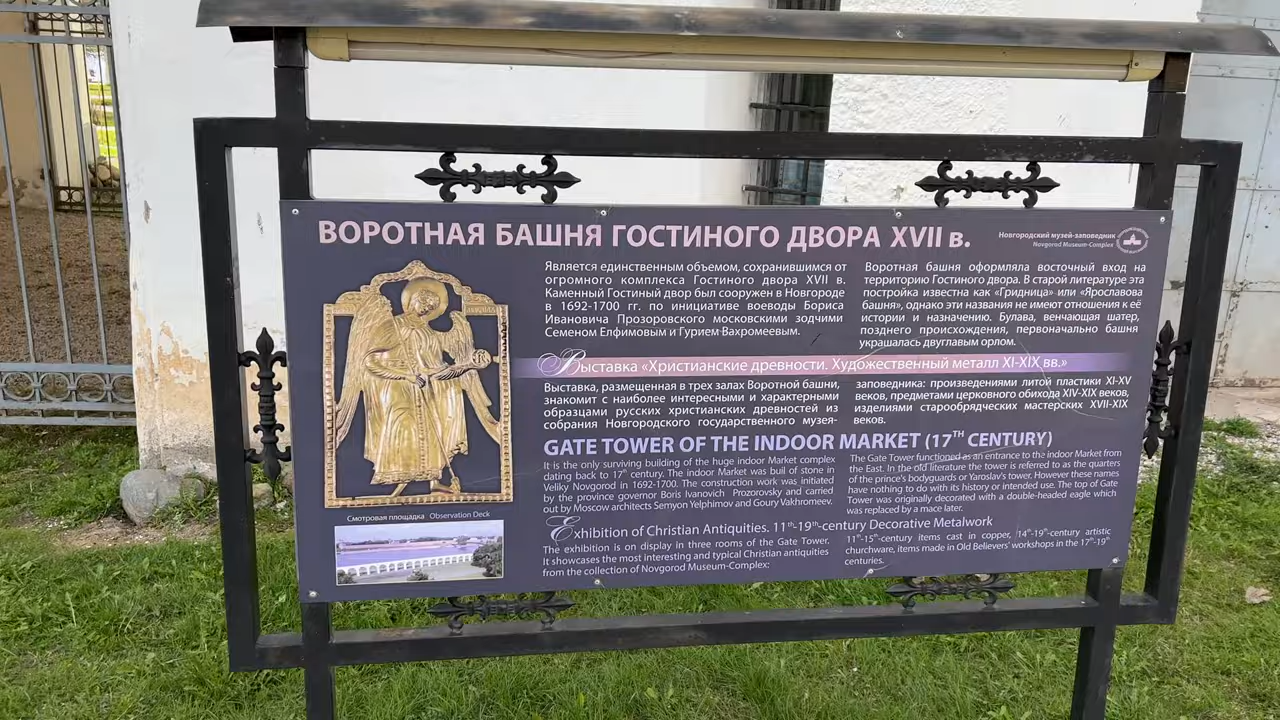 ВОРОТНАЯ БАШНЯ ГОСТИНОГО ДВОРА XVII в.
Новгородский музей-заповедник
Novgorod Museum-Complex
Является единственным объемом, сохранившимся от
огромного комплекса Гостиного двора XVII в.
Каменный Гостиный двор был сооружен в Новгороде
в 1692-1700 гг. по инициативе воеводы Бориса
Ивановича Прозоровского московскими зодчими
Семеном Елфимовым и Гурием Вахромеевым.
Воротная башня оформляла восточный вход на
территорию Гостиного двора. В старой литературе эта
постройка известна как «Гридница» или «Ярославова
башня», однако эти названия не имеют отношения к её
истории и назначению. Булава, венчающая шатер,
позднего происхождения, первоначально башня
украшалась двуглавым орлом.
Выставка «Христианские древности. Художественный металл XI-XIX вв.»
Выставка, размещенная в трех залах Воротной башни,
знакомит с наиболее интересными и характерными
образцами русских христианских древностей из
собрания Новгородского государственного музея-
заповедника: произведениями литой пластики XI-XV
веков, предметами церковного обихода XIV-XIX веков,
изделиями старообрядческих мастерских XVII-XIX
веков.
GATE TOWER OF THE INDOOR MARKET (17TH CENTURY)
It is the only surviving building of the huge indoor Market complex
dating back to 17th century. The indoor Market was buil of stone in
Veliky Novgorod in 1692-1700. The construction work was initiated
by the province governor Boris Ivanovich Prozorovsky and carried
out by Moscow architects Semyon Yelphimov and Goury Vakhromeev.
The Gate Tower functioned as an entrance to the indoor Market from
the East. In the old literature the tower is referred to as the quarters
of the prince's bodyguards or Yaroslav's tower. However these names
have nothing to do with its history or intended use. The top of Gate
Tower was originally decorated with a double-headed eagle which
was replaced by a mace later.
Exhibition of Christian Antiquities. 11th-19th-century Decorative Metalwork
The exhibition is on display in three rooms of the Gate Tower.
It showcases the most interesting and typical Christian antiquities
from the collection of Novgorod Museum-Complex:
11th-15th-century items cast in copper, 14th-19th-century artistic
churchware, items made in Old Believers' workshops in the 17th-19th
centuries.
Смотровая площадка Observation Deck